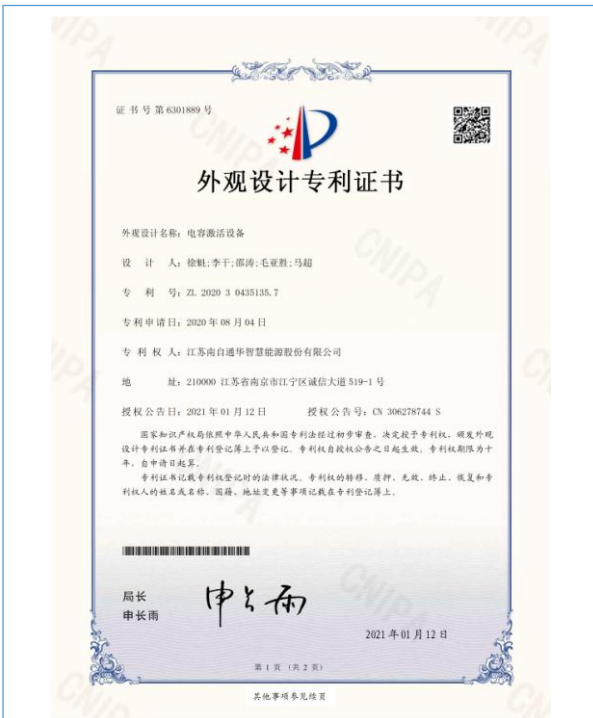 证书号第6301889号
外观设计专利证书
外观设计名称：电容激活设备
设 计 人：徐魁;李干;邵涛;毛亚胜;马超
专 利 号：ZL 2020 3 0435135.7
专利申请日：2020年08月04日
专 利 权 人：江苏南自通华智慧能源股份有限公司
地 址：210000 江苏省南京市江宁区诚信大道519-1号
授权公告日：2021年01月12日 授权公告号：CN 306278744 S
国家知识产权局依照中华人民共和国专利法经过初步审查，决定授予专利权，颁发外观
设计专利证书并在专利登记簿上予以登记。专利权自授权公告之日起生效。专利权期限为十
年，自申请日起算。
专利证书记载专利权登记时的法律状况。专利权的转移、质押、无效、终止、恢复和专
利权人的姓名或名称、国籍、地址变更等事项记载在专利登记簿上。
局长
申长雨
申长雨
2021年01月12日
第 1 页 （共 2 页）
其他事项参见续页
CNIPA
CNIPA
CNIPA
CNIPA
CNIPA